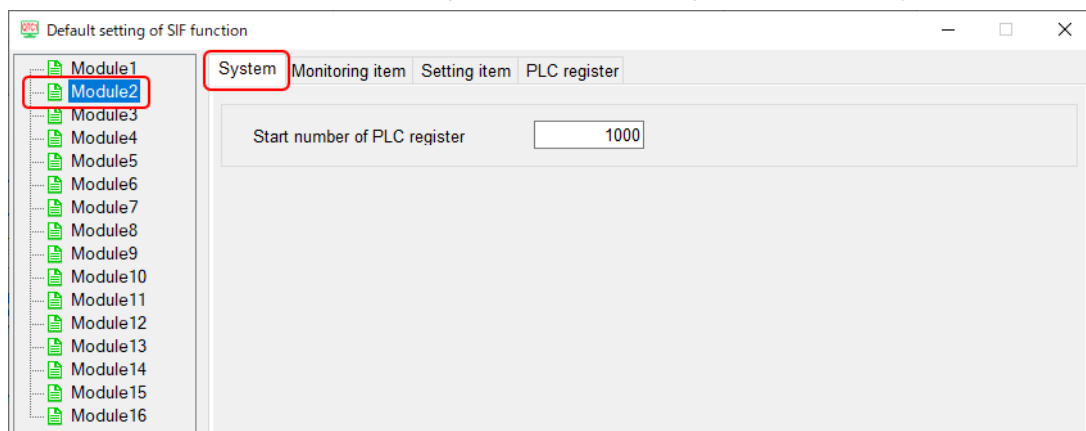 Default setting of SIF function
Module1
Module2
Module3
Module4
Module5
Module6
Module7
Module8
Module9
Module10
Module11
Module12
Module13
Module14
Module15
Module16
System Monitoring item Setting item PLC register
Start number of PLC register 1000